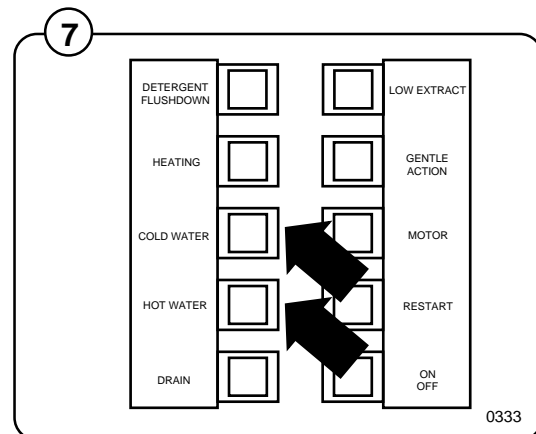 7
DETERGENT
FLUSHDOWN
HEATING
COLD WATER
HOT WATER
DRAIN
LOW EXTRACT
GENTLE
ACTION
MOTOR
RESTART
ON
OFF
0333